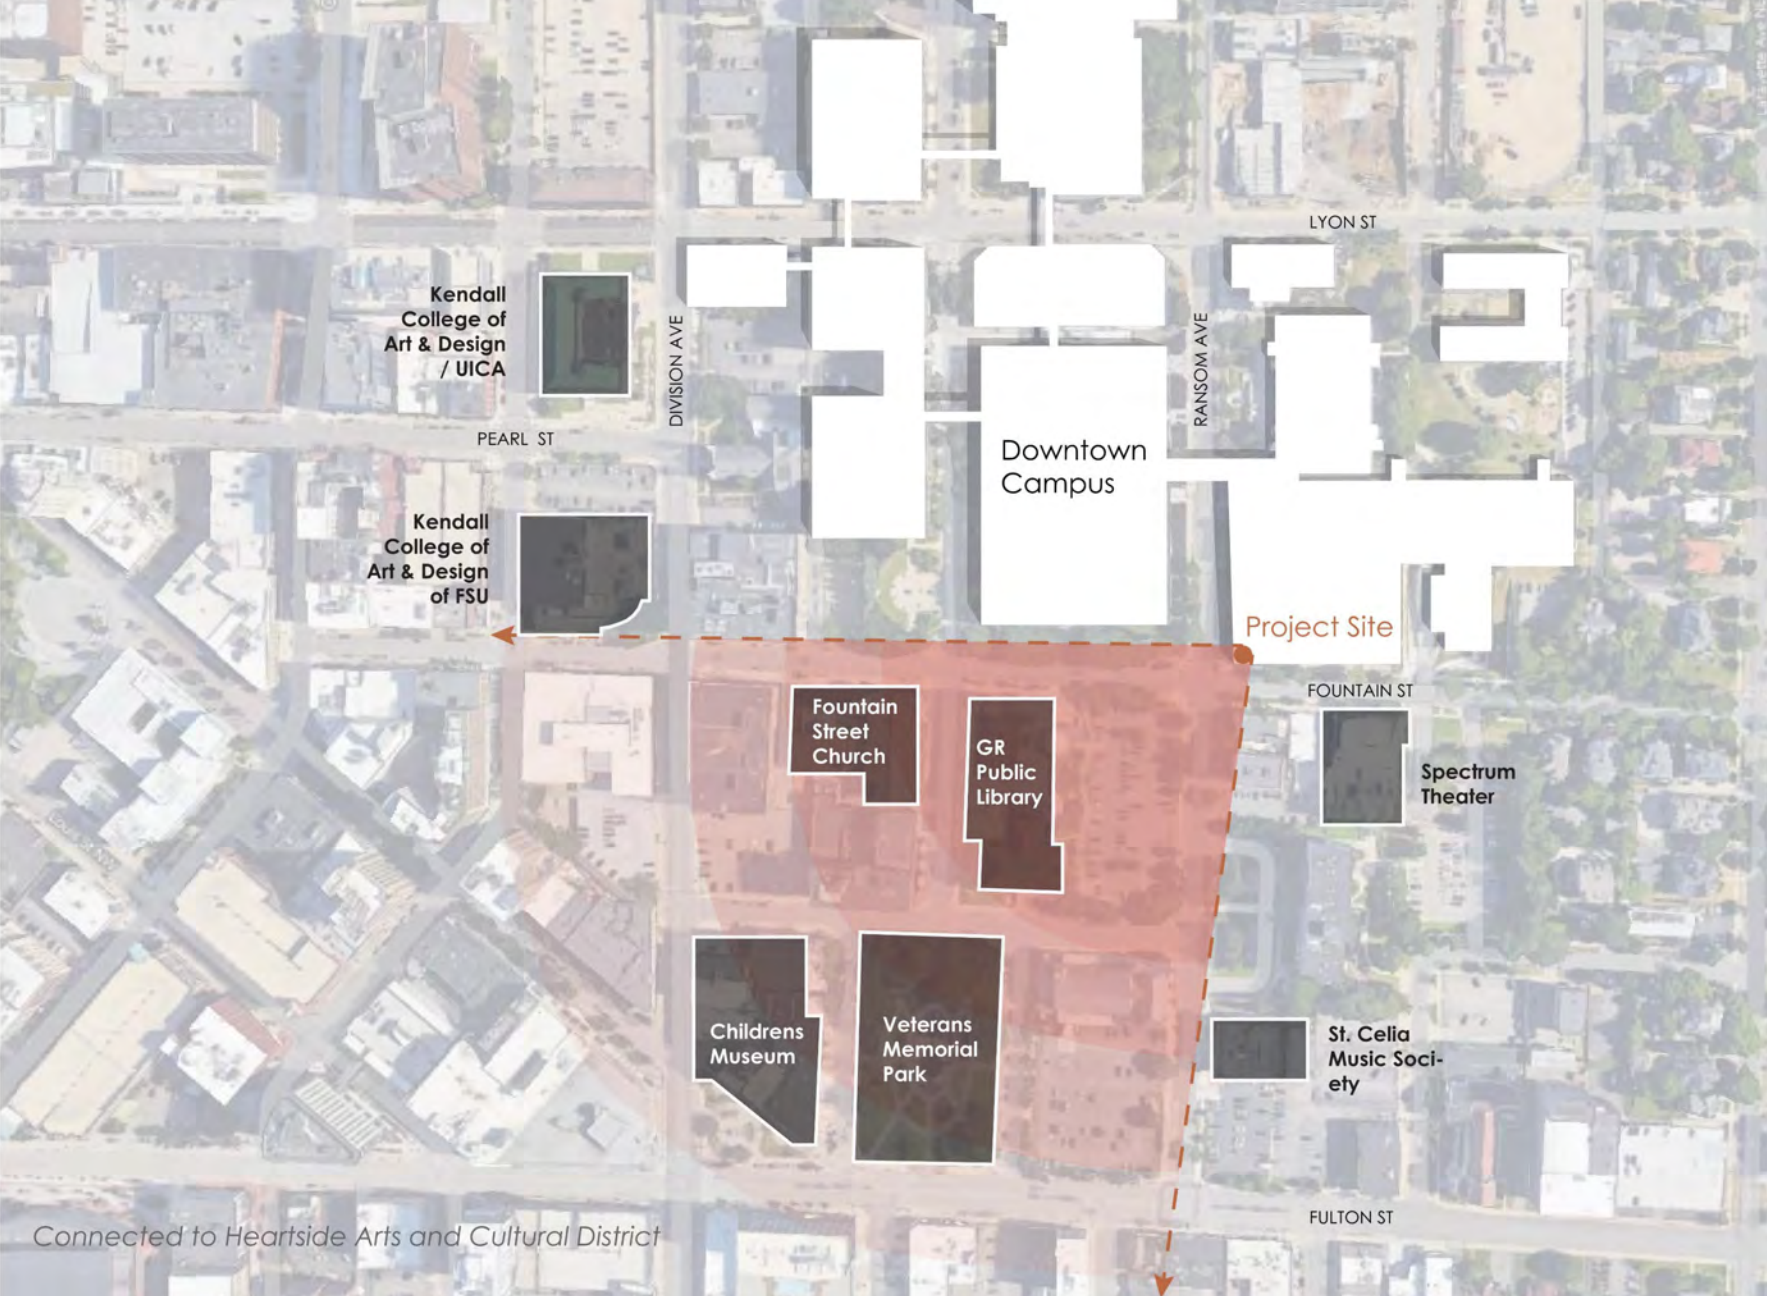 LYON ST
Kendall
College of
Art & Design
/ UICA
DIVISION AVE
RANSOM AVE
PEARL ST
Downtown
Campus
Kendall
College of
Art & Design
of FSU
Project Site
FOUNTAIN ST
Fountain
Street
Church
GR
Public
Library
Spectrum
Theater
Childrens
Museum
Veterans
Memorial
Park
St. Celia
Music Soci-
ety
FULTON ST
Connected to Heartside Arts and Cultural District